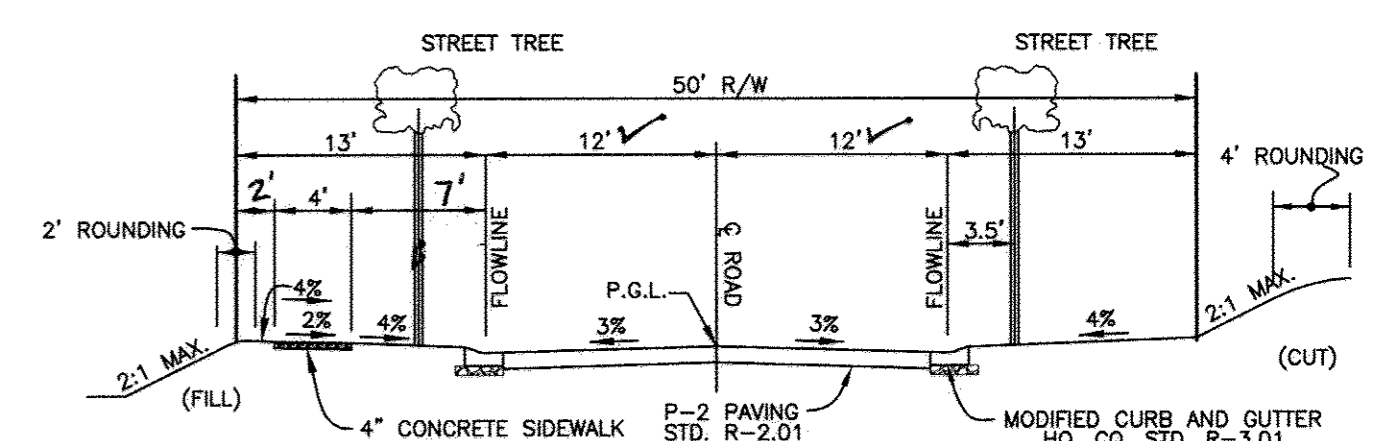 STREET TREE STREET TREE
50' R/W
13' 12' 12' 13'
4' ROUNDING
2' 4' 7'
2' ROUNDING
FLOWLINE
℄ ROAD
FLOWLINE
3.5'
P.G.L.
4%
2% 4% 3% 3% 4%
2:1 MAX.
2:1 MAX.
(FILL)
(CUT)
4" CONCRETE SIDEWALK
P-2 PAVING
STD. R-2.01
MODIFIED CURB AND GUTTER
HO. CO. STD. R-3.01